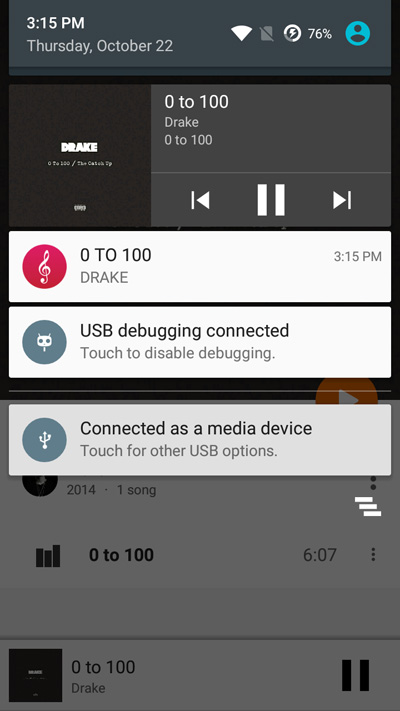 3:15 PM
Thursday, October 22
76%
DRAKE
0 To 100 / The Catch Up
0 to 100
Drake
0 to 100
0 TO 100
3:15 PM
DRAKE
USB debugging connected
Touch to disable debugging.
Connected as a media device
Touch for other USB options.
2014 · 1 song
0 to 100
6:07
0 to 100
Drake